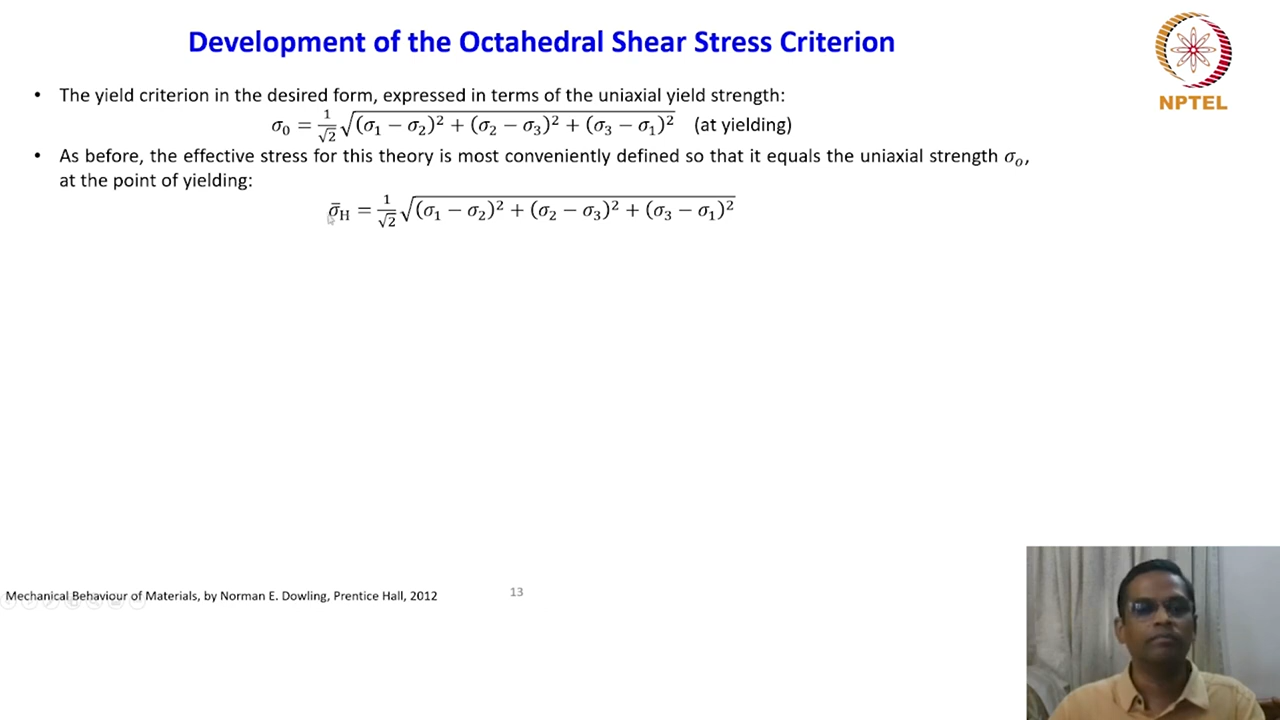 Development of the Octahedral Shear Stress Criterion
NPTEL
• The yield criterion in the desired form, expressed in terms of the uniaxial yield strength:
σ₀ = 1/√2 √(σ₁ − σ₂)² + (σ₂ − σ₃)² + (σ₃ − σ₁)² (at yielding)
• As before, the effective stress for this theory is most conveniently defined so that it equals the uniaxial strength σₒ,
at the point of yielding:
σ̄H = 1/√2 √(σ₁ − σ₂)² + (σ₂ − σ₃)² + (σ₃ − σ₁)²
Mechanical Behaviour of Materials, by Norman E. Dowling, Prentice Hall, 2012
13